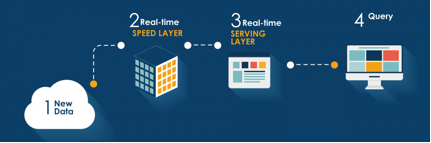 1 New
Data
2 Real-time
SPEED LAYER
3 Real-time
SERVING
LAYER
4 Query